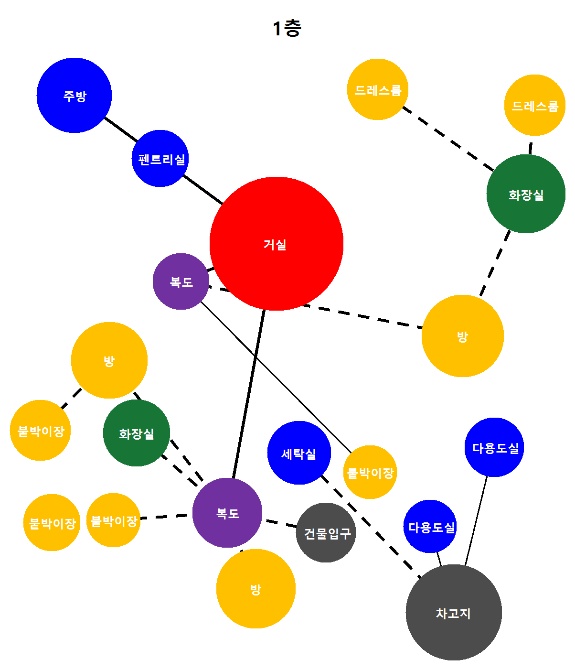 1층
드레스룸
주방
드레스룸
펜트리실
화장실
거실
복도
방
방
불박이장
화장실
세탁실
다용도실
붙박이장
복도
불박이장
불박이장
다용도실
건물입구
방
차고지